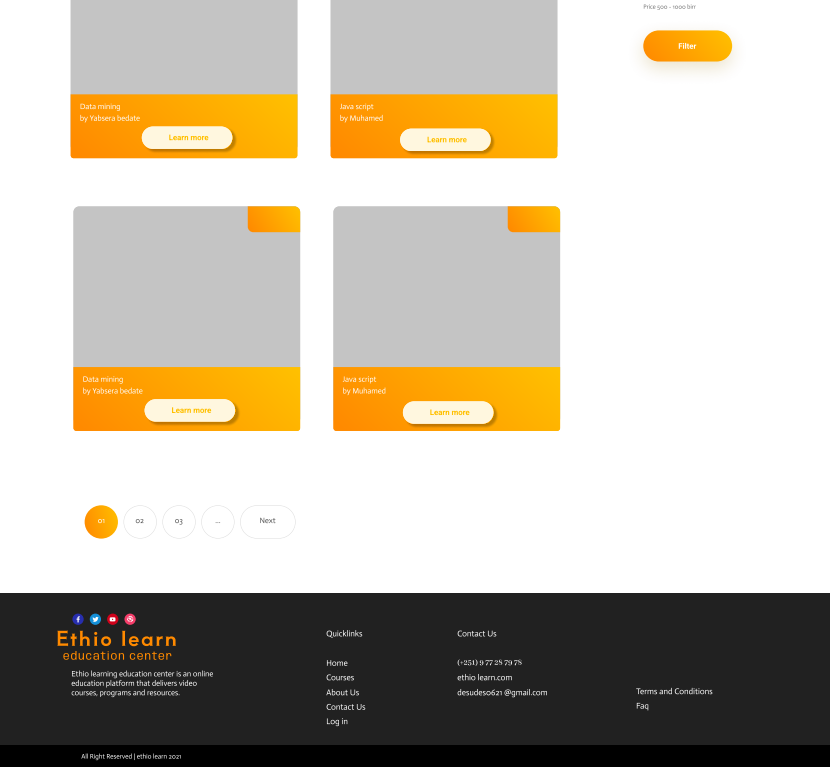 Price 500 - 1000 birr
Filter
Data mining
by Yabsera bedate
Learn more
Java script
by Muhamed
Learn more
Data mining
by Yabsera bedate
Learn more
Java script
by Muhamed
Learn more
01
02
03
...
Next
Ethio learn
education center
Ethio learning education center is an online
education platform that delivers video
courses, programs and resources.
Quicklinks
Home
Courses
About Us
Contact Us
Log in
Contact Us
(+251) 9 77 28 79 78
ethio learn.com
desudeso621 @gmail.com
Terms and Conditions
Faq
All Right Reserved | ethio learn 2021